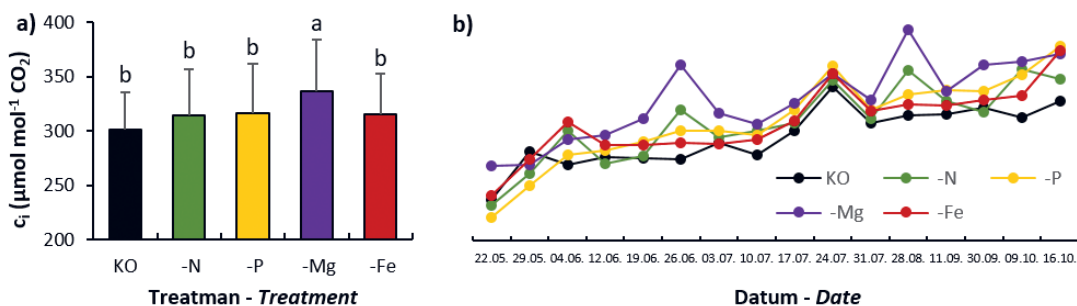 a)
cᵢ (µmol mol⁻¹ CO₂)
400
350
300
250
200
b
b
b
a
b
KO
-N
-P
-Mg
-Fe
Treatman - Treatment
b)
KO
-N
-P
-Mg
-Fe
22.05. 29.05. 04.06. 12.06. 19.06. 26.06. 03.07. 10.07. 17.07. 24.07. 31.07. 28.08. 11.09. 30.09. 09.10. 16.10.
Datum - Date